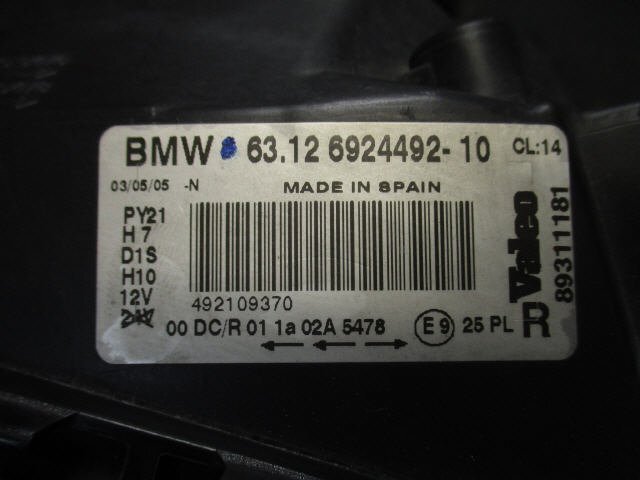 BMW 63.12 6924492-10 CL:14
03/05/05 -N MADE IN SPAIN
PY21
H7
D1S
H10
12V
24V
492109370
00 DC/R 01 1a 02A 5478 E9 25 PL
Valeo R
89311181